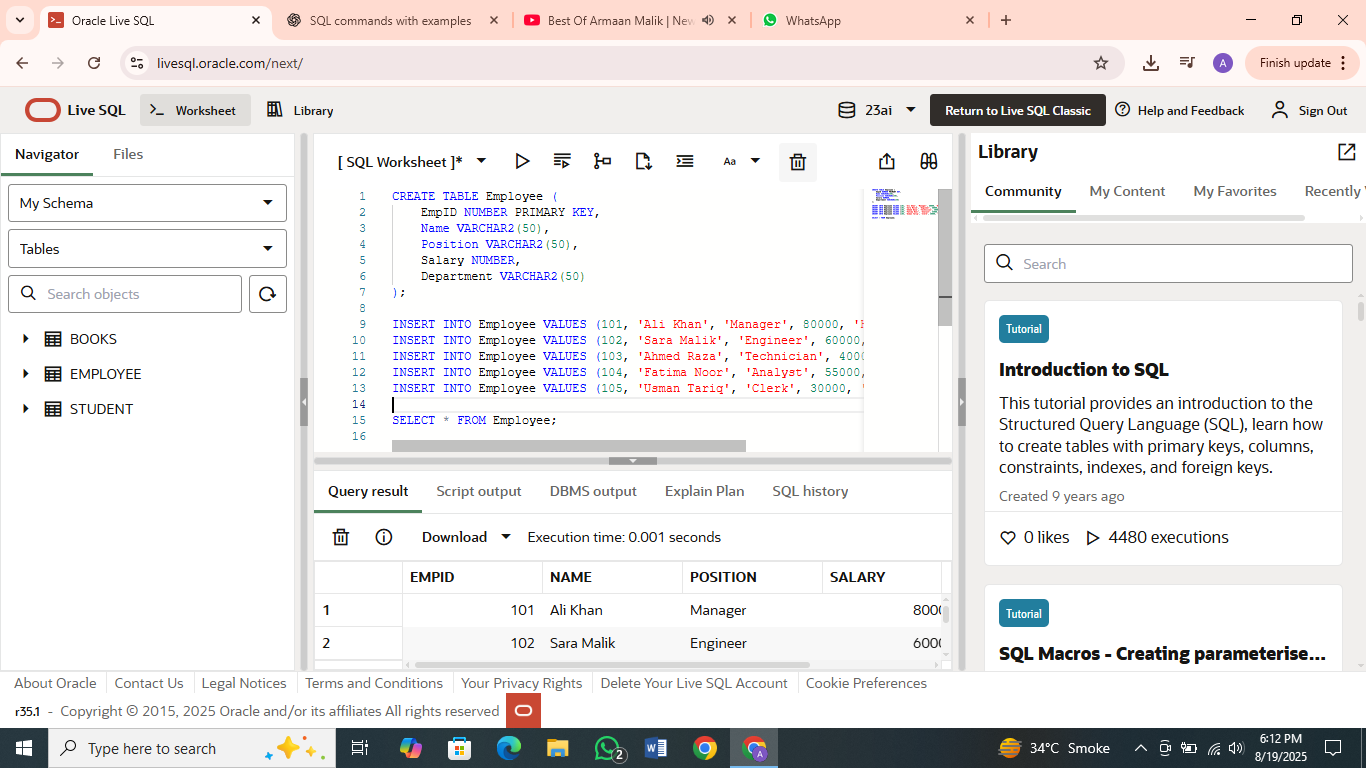 Oracle Live SQL
SQL commands with examples
Best Of Armaan Malik | New
WhatsApp
livesql.oracle.com/next/
A
Finish update
Live SQL
Worksheet
Library
23ai
Return to Live SQL Classic
Help and Feedback
Sign Out
Navigator
Files
My Schema
Tables
Search objects
BOOKS
EMPLOYEE
STUDENT
[ SQL Worksheet ]*
Aa
1 CREATE TABLE Employee (
2 EmpID NUMBER PRIMARY KEY,
3 Name VARCHAR2(50),
4 Position VARCHAR2(50),
5 Salary NUMBER,
6 Department VARCHAR2(50)
7 );
8
9 INSERT INTO Employee VALUES (101, 'Ali Khan', 'Manager', 80000, '
10 INSERT INTO Employee VALUES (102, 'Sara Malik', 'Engineer', 60000,
11 INSERT INTO Employee VALUES (103, 'Ahmed Raza', 'Technician', 4000
12 INSERT INTO Employee VALUES (104, 'Fatima Noor', 'Analyst', 55000,
13 INSERT INTO Employee VALUES (105, 'Usman Tariq', 'Clerk', 30000, '
14
15 SELECT * FROM Employee;
16
Query result
Script output
DBMS output
Explain Plan
SQL history
Download
Execution time: 0.001 seconds
EMPID NAME POSITION SALARY
1 101 Ali Khan Manager 8000
2 102 Sara Malik Engineer 6000
Library
Community
My Content
My Favorites
Recently
Search
Tutorial
Introduction to SQL
This tutorial provides an introduction to the
Structured Query Language (SQL), learn how
to create tables with primary keys, columns,
constraints, indexes, and foreign keys.
Created 9 years ago
0 likes
4480 executions
Tutorial
SQL Macros - Creating parameterise...
About Oracle
Contact Us
Legal Notices
Terms and Conditions
Your Privacy Rights
Delete Your Live SQL Account
Cookie Preferences
r35.1 - Copyright © 2015, 2025 Oracle and/or its affiliates All rights reserved
Type here to search
2
A
34°C Smoke
6:12 PM
8/19/2025